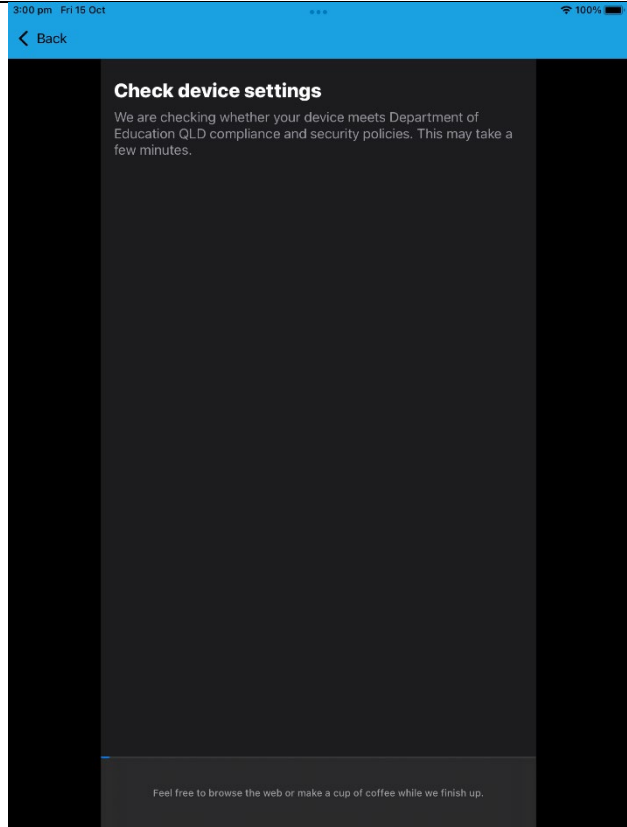 3:00 pm Fri 15 Oct
100%
Back
Check device settings
We are checking whether your device meets Department of
Education QLD compliance and security policies. This may take a
few minutes.
Feel free to browse the web or make a cup of coffee while we finish up.